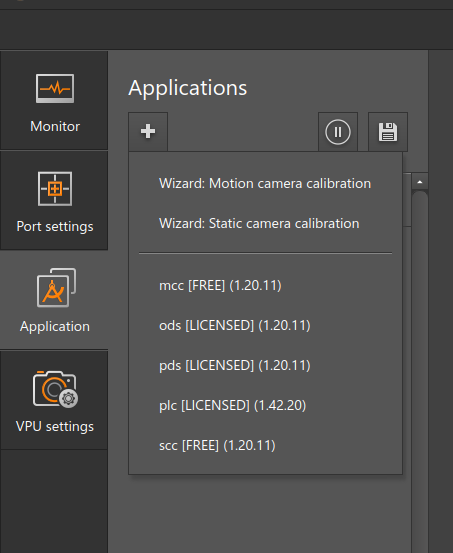 Applications
Monitor
Port settings
Application
VPU settings
Wizard: Motion camera calibration
Wizard: Static camera calibration
mcc [FREE] (1.20.11)
ods [LICENSED] (1.20.11)
pds [LICENSED] (1.20.11)
plc [LICENSED] (1.42.20)
scc [FREE] (1.20.11)